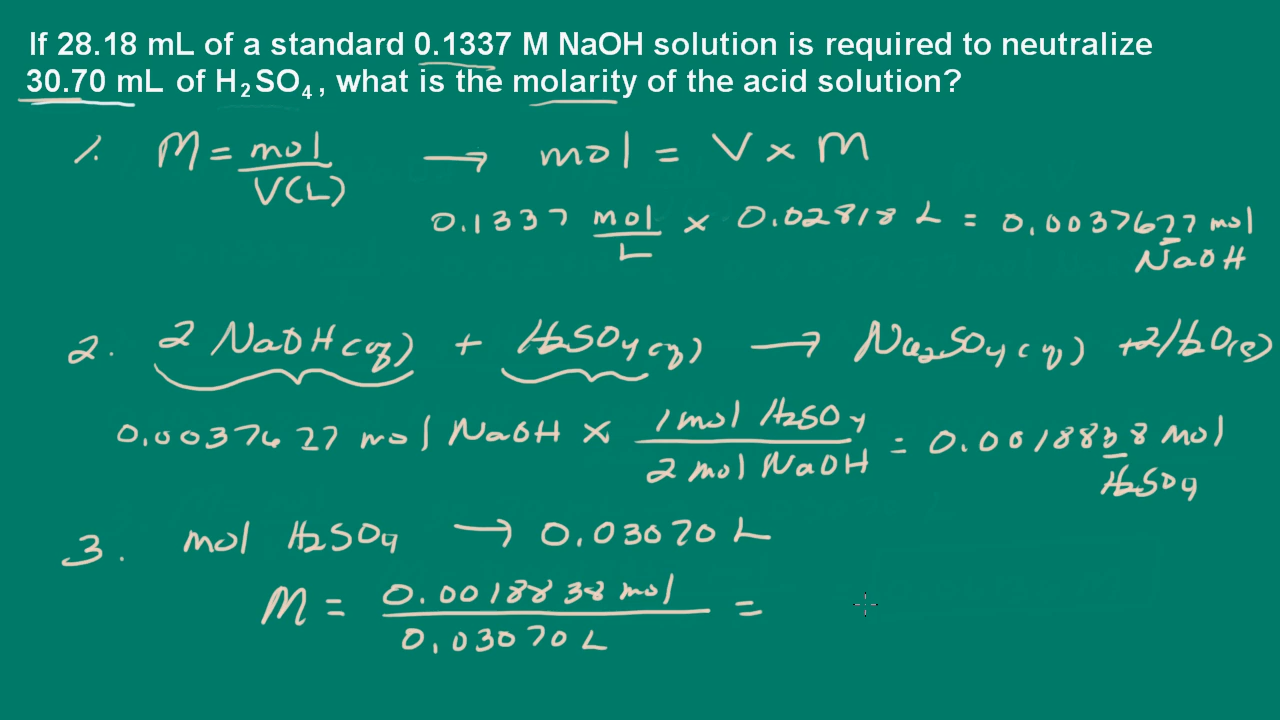 If 28.18 mL of a standard 0.1337 M NaOH solution is required to neutralize
30.70 mL of H₂SO₄, what is the molarity of the acid solution?
1. M = mol / V(L) → mol = V x M
0.1337 mol / L x 0.02818 L = 0.0037677 mol NaOH
2. 2 NaOH(aq) + H₂SO₄(aq) → Na₂SO₄(aq) + 2H₂O(l)
0.0037677 mol NaOH x 1 mol H₂SO₄ / 2 mol NaOH = 0.0018838 mol H₂SO₄
3. mol H₂SO₄ → 0.03070 L
M = 0.0018838 mol / 0.03070 L =